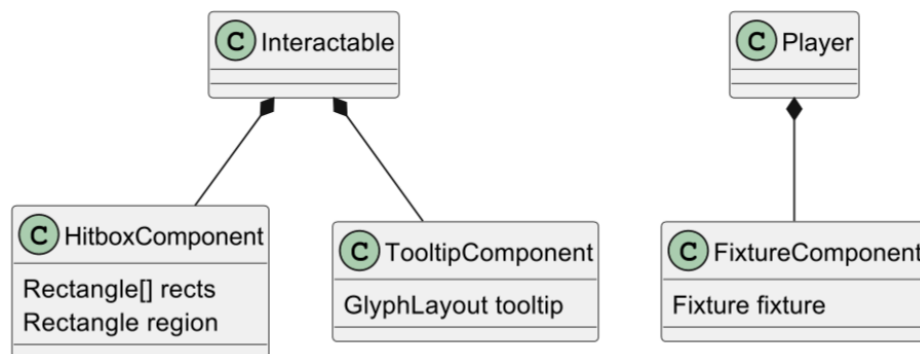 C Interactable
C Player
C HitboxComponent
Rectangle[] rects
Rectangle region
C TooltipComponent
GlyphLayout tooltip
C FixtureComponent
Fixture fixture